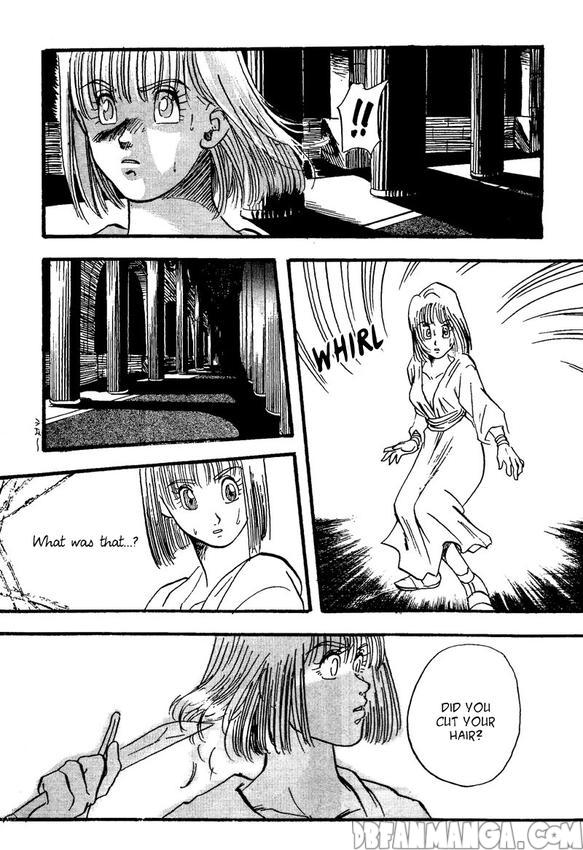 !!
WHIRL
What was that...?
DID YOU
CUT YOUR
HAIR?
DBFANMANGA.COM